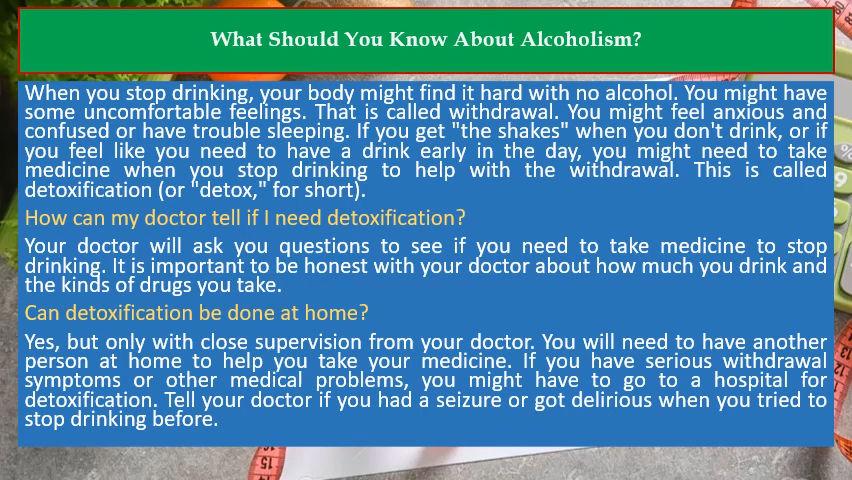 What Should You Know About Alcoholism?
When you stop drinking, your body might find it hard with no alcohol. You might have
some uncomfortable feelings. That is called withdrawal. You might feel anxious and
confused or have trouble sleeping. If you get "the shakes" when you don't drink, or if
you feel like you need to have a drink early in the day, you might need to take
medicine when you stop drinking to help with the withdrawal. This is called
detoxification (or "detox," for short).
How can my doctor tell if I need detoxification?
Your doctor will ask you questions to see if you need to take medicine to stop
drinking. It is important to be honest with your doctor about how much you drink and
the kinds of drugs you take.
Can detoxification be done at home?
Yes, but only with close supervision from your doctor. You will need to have another
person at home to help you take your medicine. If you have serious withdrawal
symptoms or other medical problems, you might have to go to a hospital for
detoxification. Tell your doctor if you had a seizure or got delirious when you tried to
stop drinking before.